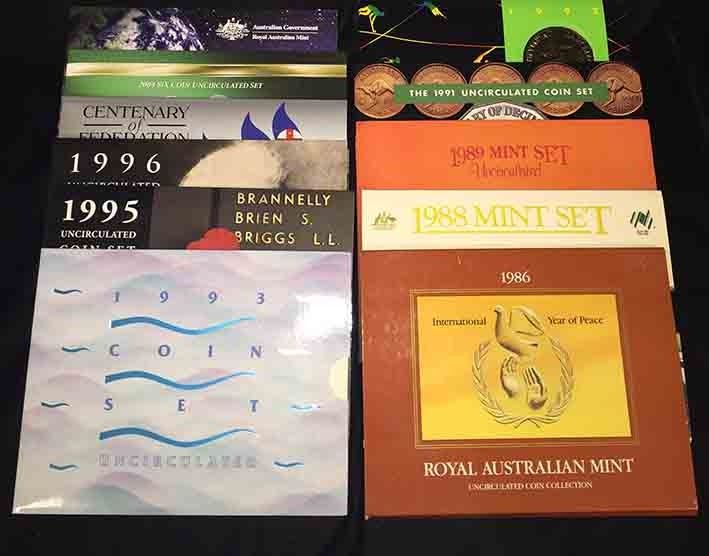 Australian Government
Royal Australian Mint
2009 SIX COIN UNCIRCULATED SET
CENTENARY
of
FEDERATION
1996
UNCIRCULATED
1995
UNCIRCULATED
COIN SET
BRANNELLY
BRIEN S.
BRIGGS L.L.
1993
COIN
SET
UNCIRCULATED
1992
THE 1991 UNCIRCULATED COIN SET
1989 MINT SET
Uncirculated
1988 MINT SET
1986
International Year of Peace
ROYAL AUSTRALIAN MINT
UNCIRCULATED COIN COLLECTION